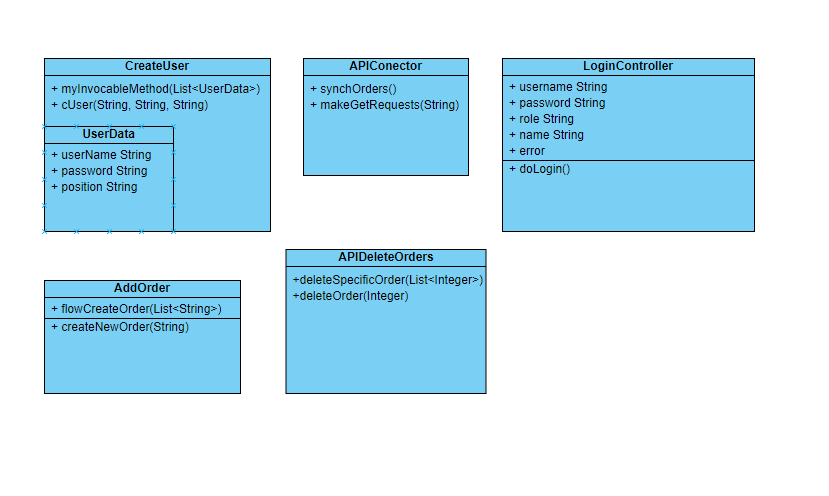 CreateUser
+ myInvocableMethod(List<UserData>)
+ cUser(String, String, String)
UserData
+ userName String
+ password String
+ position String
APIConector
+ synchOrders()
+ makeGetRequests(String)
LoginController
+ username String
+ password String
+ role String
+ name String
+ error
+ doLogin()
AddOrder
+ flowCreateOrder(List<String>)
+ createNewOrder(String)
APIDeleteOrders
+deleteSpecificOrder(List<Integer>)
+deleteOrder(Integer)